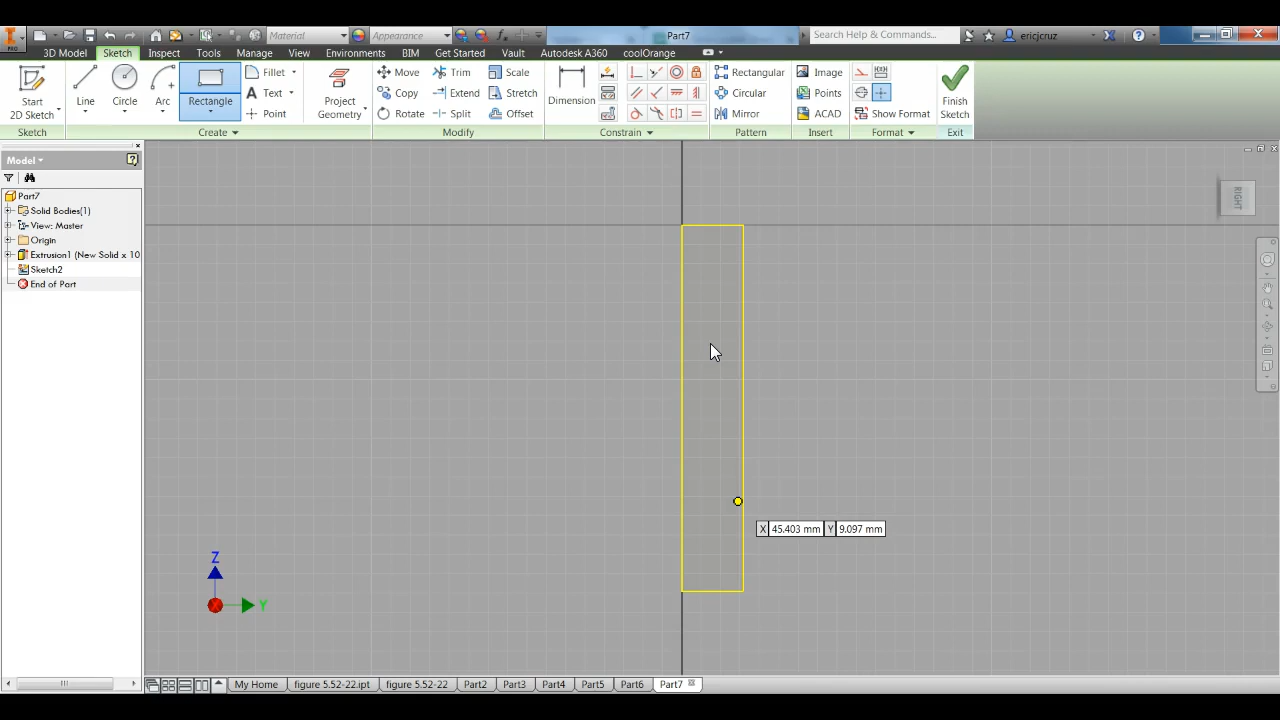 PRO Material Appearance fx Part7 Search Help & Commands... ericjcruz
3D Model Sketch Inspect Tools Manage View Environments BIM Get Started Vault Autodesk A360 coolOrange
Start 2D Sketch
Line
Circle
Arc
Rectangle
Fillet
Text
Point
Project Geometry
Move
Copy
Rotate
Trim
Extend
Split
Scale
Stretch
Offset
Dimension
Rectangular
Circular
Mirror
Image
Points
ACAD
Show Format
Finish Sketch
Sketch Create Modify Constrain Pattern Insert Format Exit
Model
Part7
Solid Bodies(1)
View: Master
Origin
Extrusion1 (New Solid x 10
Sketch2
End of Part
RIGHT
X 45.403 mm Y 9.097 mm
Z
Y
My Home figure 5.52-22.ipt figure 5.52-22 Part2 Part3 Part4 Part5 Part6 Part7